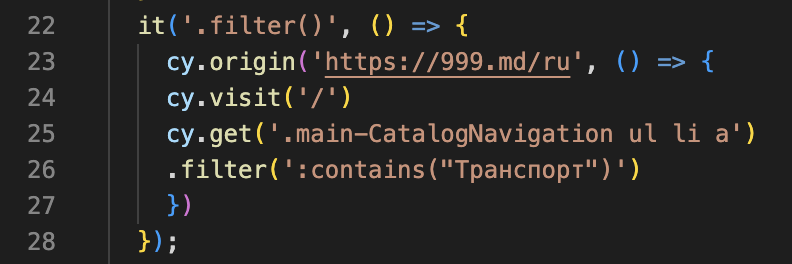 22 it('.filter()', () => {
23 cy.origin('https://999.md/ru', () => {
24 cy.visit('/')
25 cy.get('.main-CatalogNavigation ul li a')
26 .filter(':contains("Транспорт")')
27 })
28 });